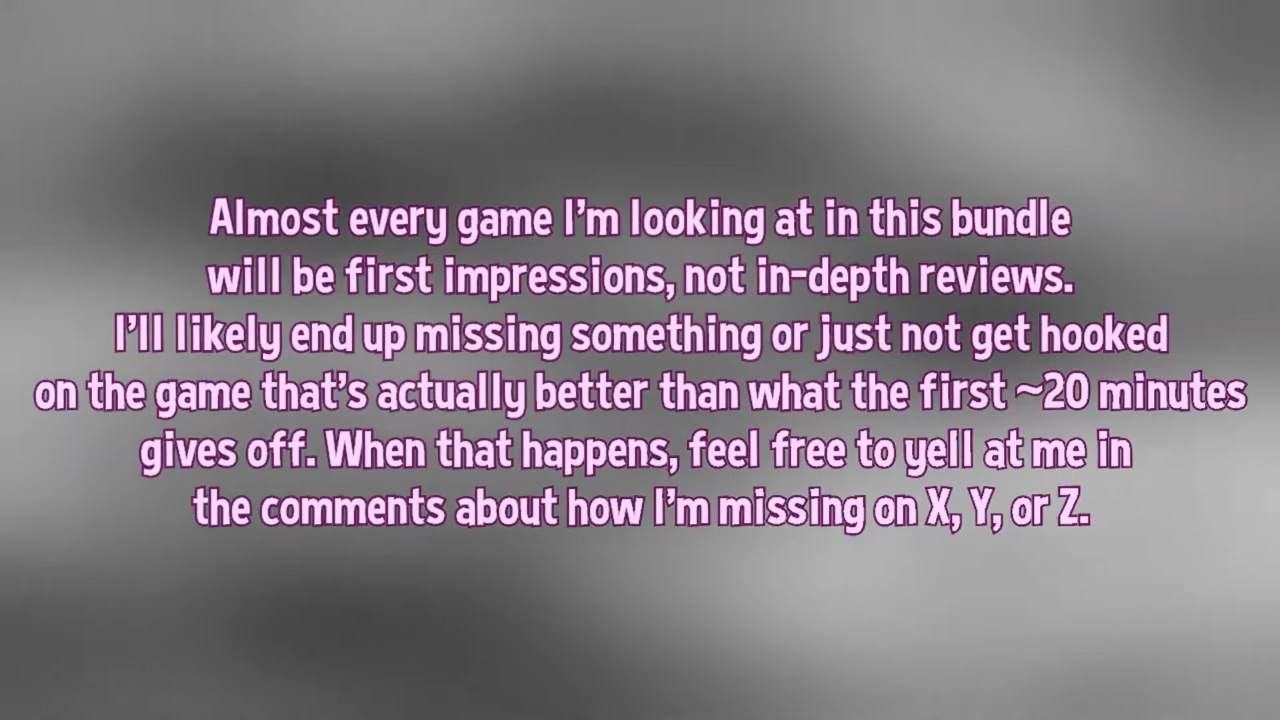 Almost every game I'm looking at in this bundle
will be first impressions, not in-depth reviews.
I'll likely end up missing something or just not get hooked
on the game that's actually better than what the first ~20 minutes
gives off. When that happens, feel free to yell at me in
the comments about how I'm missing on X, Y, or Z.